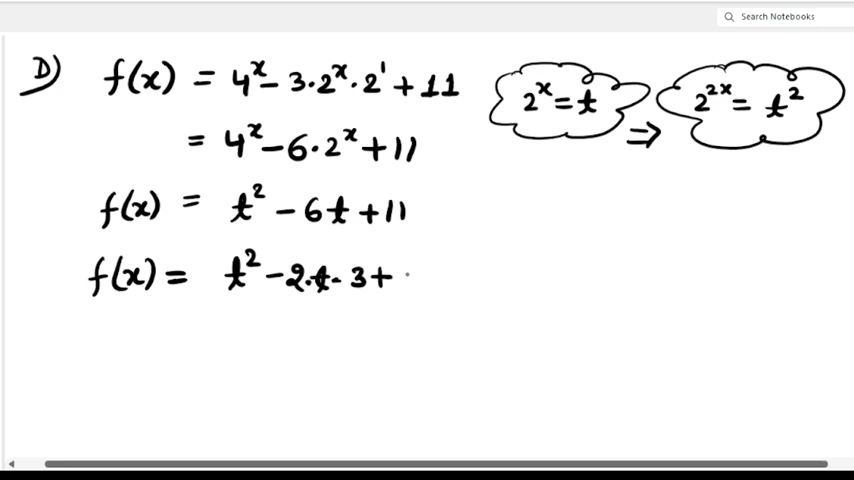 Search Notebooks
D) f(x) = 4^x - 3·2^x·2^1 + 11
2^x = t ⇒ 2^2x = t^2
= 4^x - 6·2^x + 11
f(x) = t^2 - 6t + 11
f(x) = t^2 - 2·t·3 +